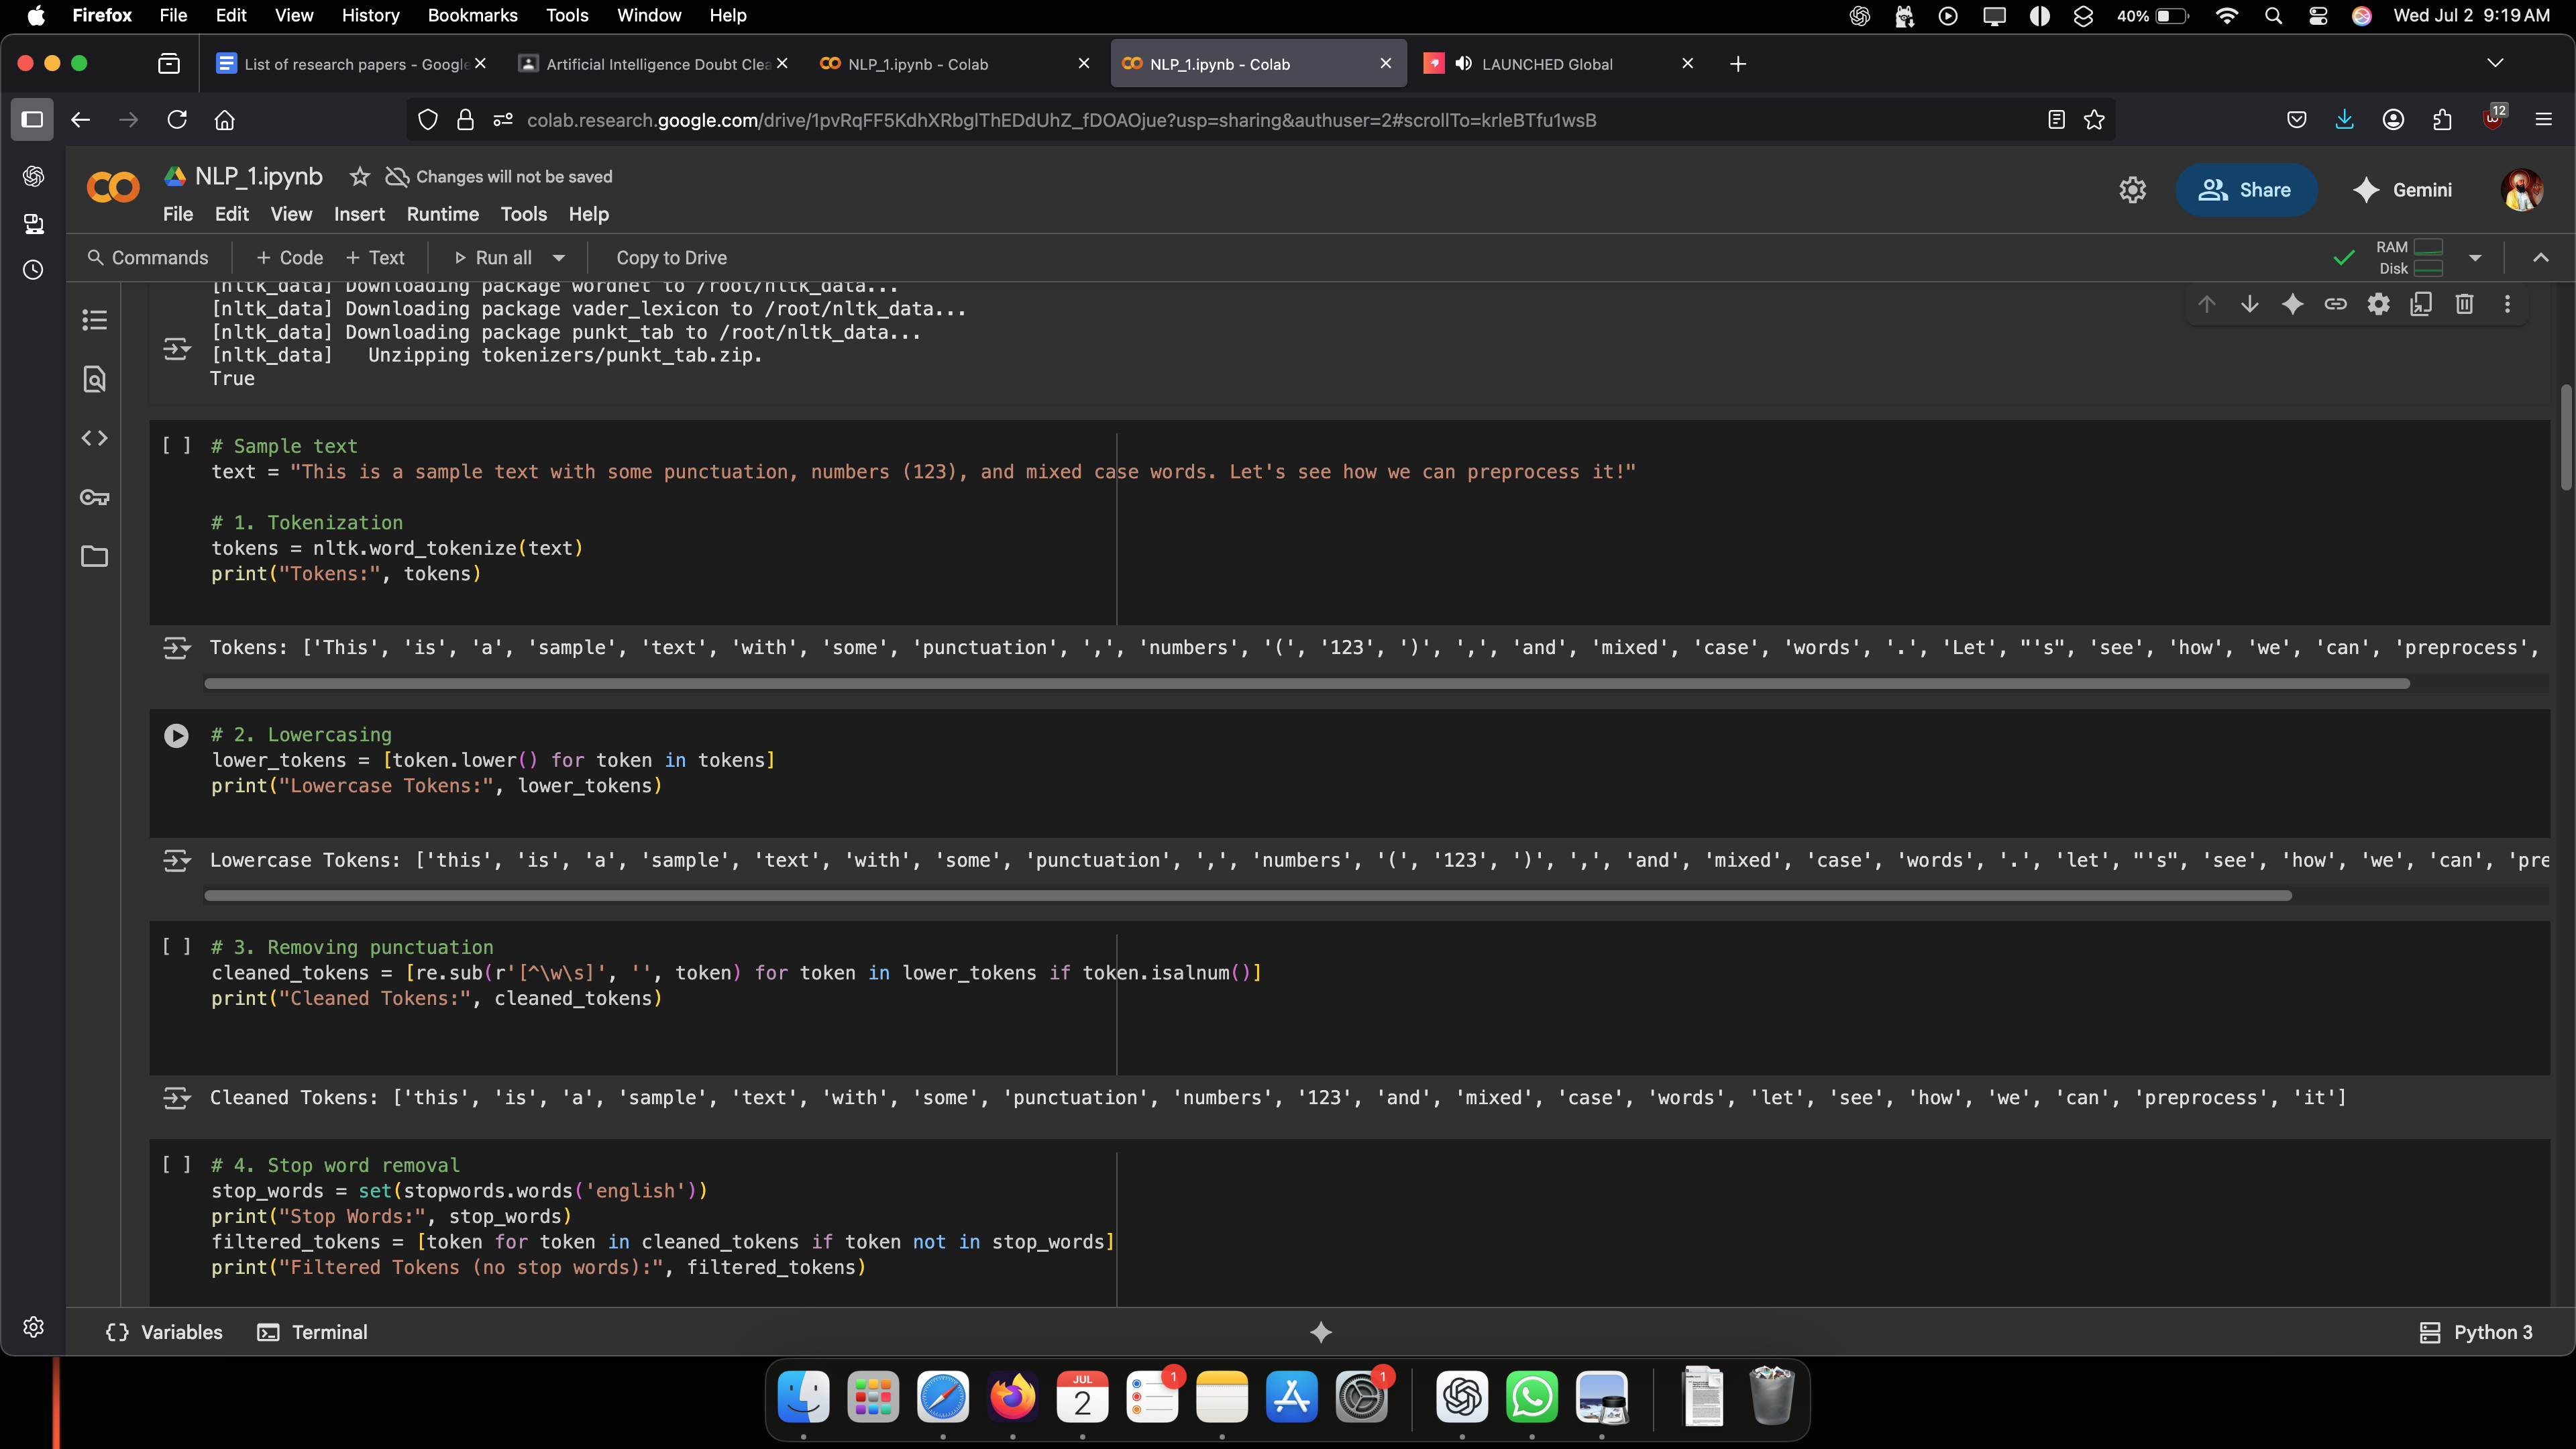 Firefox File Edit View History Bookmarks Tools Window Help 40% Wed Jul 2 9:19 AM
List of research papers - Google Artificial Intelligence Doubt Clea NLP_1.ipynb - Colab NLP_1.ipynb - Colab LAUNCHED Global
colab.research.google.com/drive/1pvRqFF5KdhXRbglThEDdUhZ_fDOAOjue?usp=sharing&authuser=2#scrollTo=krleBTfu1wsB 12
NLP_1.ipynb Changes will not be saved
File Edit View Insert Runtime Tools Help
Share Gemini
Commands + Code + Text Run all Copy to Drive
RAM
Disk
[nltk_data] Downloading package wordnet to /root/nltk_data...
[nltk_data] Downloading package vader_lexicon to /root/nltk_data...
[nltk_data] Downloading package punkt_tab to /root/nltk_data...
[nltk_data]   Unzipping tokenizers/punkt_tab.zip.
True
[ ] # Sample text
text = "This is a sample text with some punctuation, numbers (123), and mixed case words. Let's see how we can preprocess it!"
# 1. Tokenization
tokens = nltk.word_tokenize(text)
print("Tokens:", tokens)
Tokens: ['This', 'is', 'a', 'sample', 'text', 'with', 'some', 'punctuation', ',', 'numbers', '(', '123', ')', ',', 'and', 'mixed', 'case', 'words', '.', 'Let', "'s", 'see', 'how', 'we', 'can', 'preprocess',
# 2. Lowercasing
lower_tokens = [token.lower() for token in tokens]
print("Lowercase Tokens:", lower_tokens)
Lowercase Tokens: ['this', 'is', 'a', 'sample', 'text', 'with', 'some', 'punctuation', ',', 'numbers', '(', '123', ')', ',', 'and', 'mixed', 'case', 'words', '.', 'let', "'s", 'see', 'how', 'we', 'can', 'pre
[ ] # 3. Removing punctuation
cleaned_tokens = [re.sub(r'[^\w\s]', '', token) for token in lower_tokens if token.isalnum()]
print("Cleaned Tokens:", cleaned_tokens)
Cleaned Tokens: ['this', 'is', 'a', 'sample', 'text', 'with', 'some', 'punctuation', 'numbers', '123', 'and', 'mixed', 'case', 'words', 'let', 'see', 'how', 'we', 'can', 'preprocess', 'it']
[ ] # 4. Stop word removal
stop_words = set(stopwords.words('english'))
print("Stop Words:", stop_words)
filtered_tokens = [token for token in cleaned_tokens if token not in stop_words]
print("Filtered Tokens (no stop words):", filtered_tokens)
Variables Terminal Python 3
JUL
2
1
1